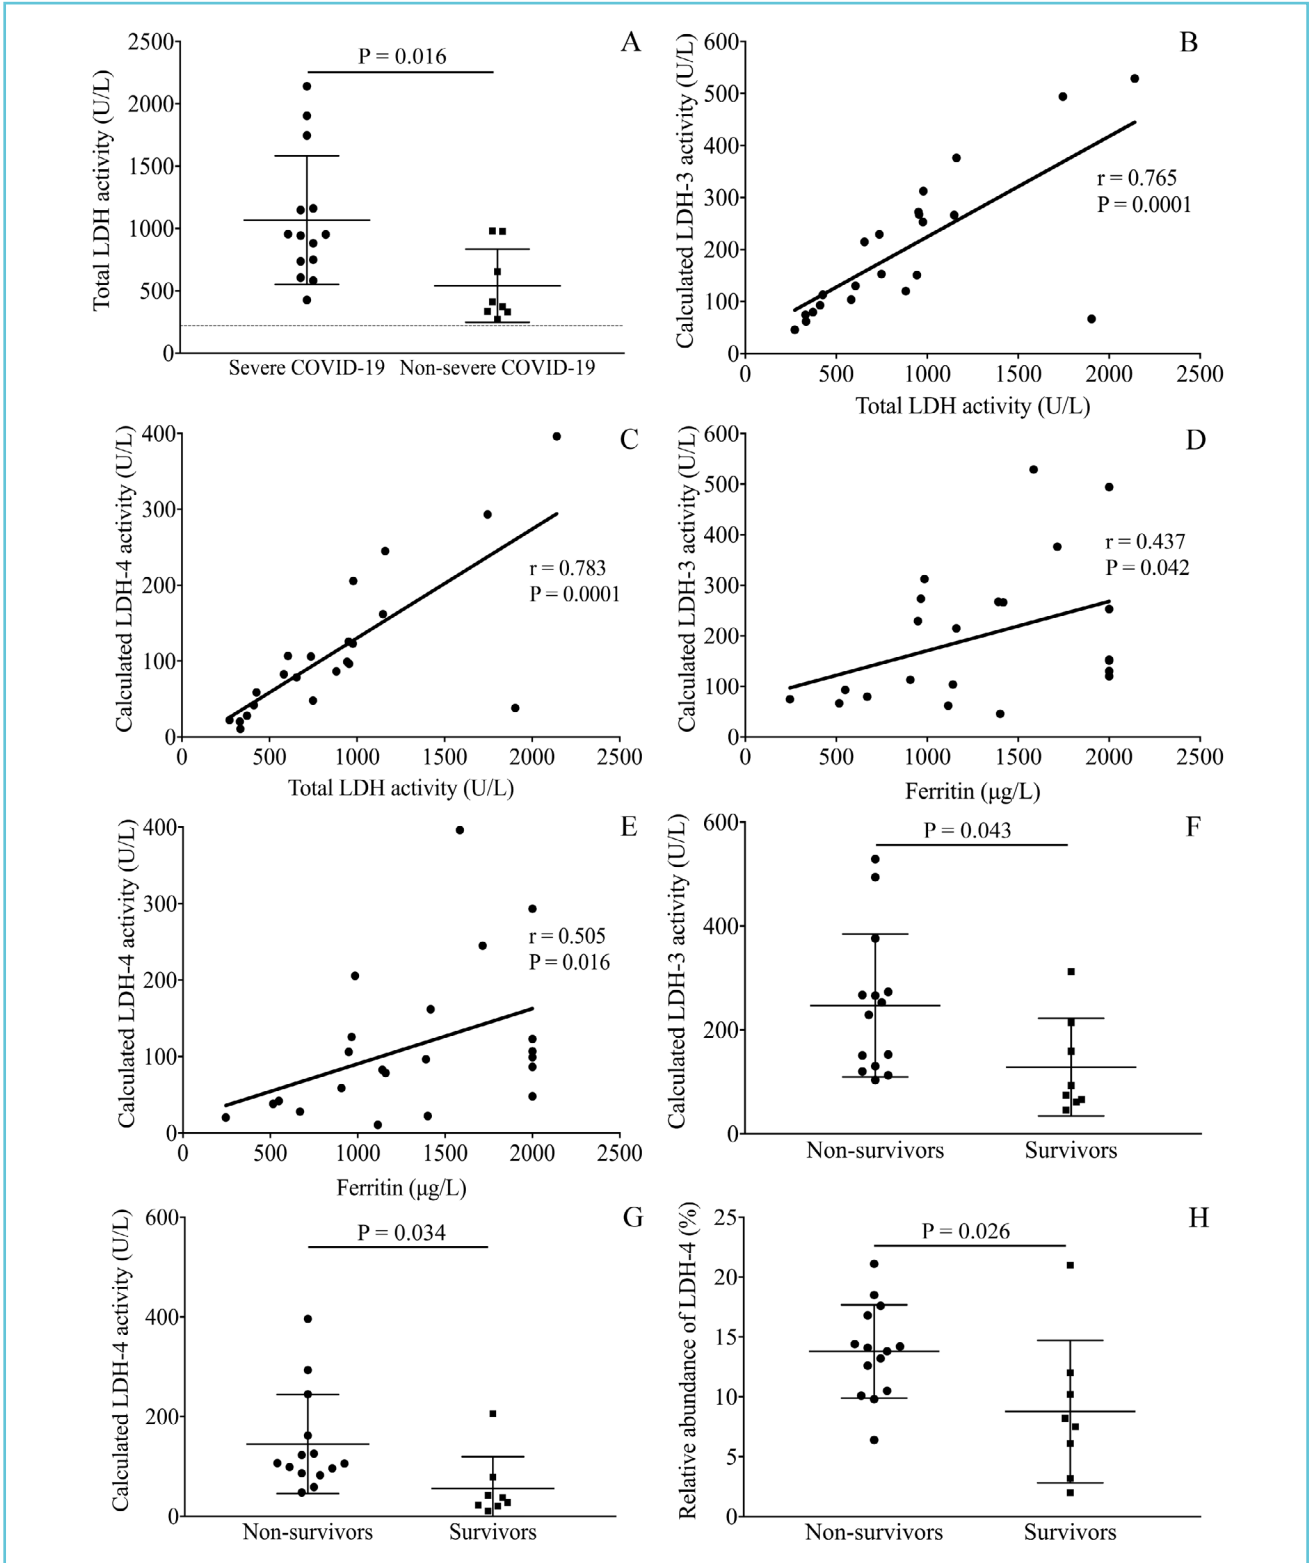 A
P = 0.016
Total LDH activity (U/L)
2500
2000
1500
1000
500
0
Severe COVID-19 Non-severe COVID-19
B
Calculated LDH-3 activity (U/L)
600
500
400
300
200
100
0
r = 0.765
P = 0.0001
0 500 1000 1500 2000 2500
Total LDH activity (U/L)
C
Calculated LDH-4 activity (U/L)
400
300
200
100
0
r = 0.783
P = 0.0001
0 500 1000 1500 2000 2500
Total LDH activity (U/L)
D
Calculated LDH-3 activity (U/L)
600
500
400
300
200
100
0
r = 0.437
P = 0.042
0 500 1000 1500 2000 2500
Ferritin (μg/L)
E
Calculated LDH-4 activity (U/L)
400
300
200
100
0
r = 0.505
P = 0.016
0 500 1000 1500 2000 2500
Ferritin (μg/L)
F
P = 0.043
Calculated LDH-3 activity (U/L)
600
400
200
0
Non-survivors Survivors
G
P = 0.034
Calculated LDH-4 activity (U/L)
600
400
200
0
Non-survivors Survivors
H
P = 0.026
Relative abundance of LDH-4 (%)
25
20
15
10
5
0
Non-survivors Survivors